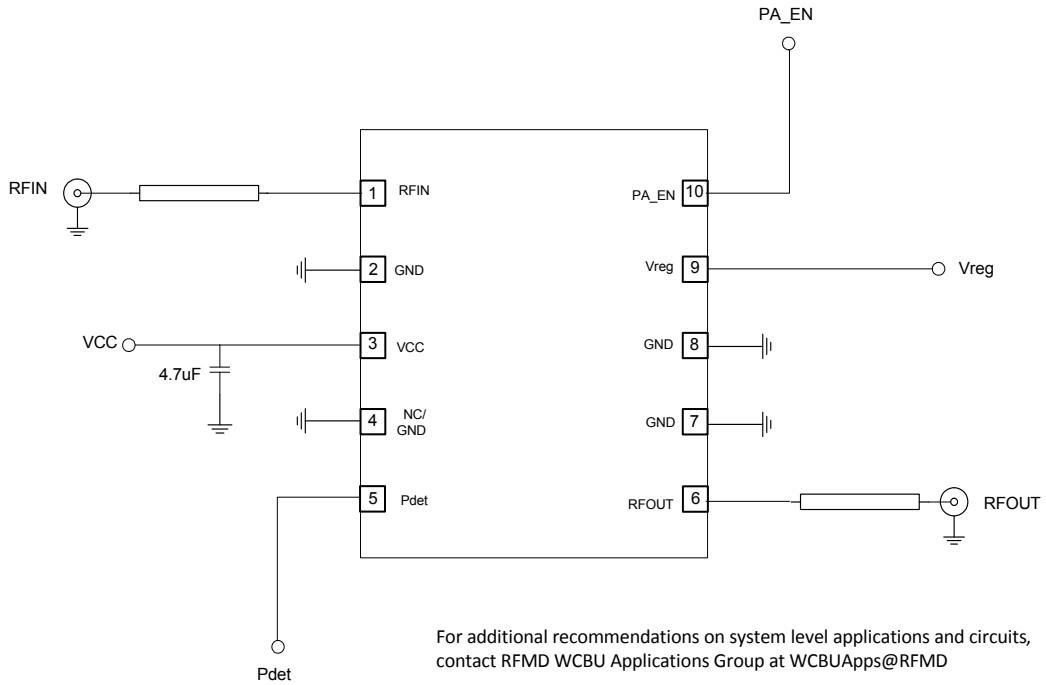 PA_EN
RFIN
1
RFIN
PA_EN
10
2
GND
Vreg
9
Vreg
VCC
3
VCC
GND
8
4.7uF
4
NC/
GND
GND
7
5
Pdet
RFOUT
6
RFOUT
Pdet
For additional recommendations on system level applications and circuits,
contact RFMD WCBU Applications Group at WCBUApps@RFMD